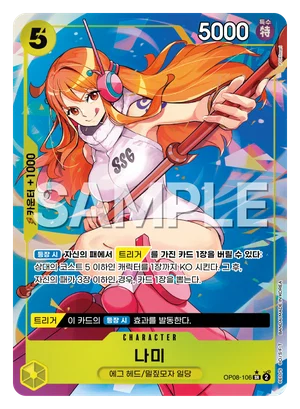 5
5000
특수
特
카운터 +1000
SSG
SAMPLE
등장 시 자신의 패에서 트리거 를 가진 카드 1장을 버릴 수 있다:
상대의 코스트 5 이하인 캐릭터를 1장까지 KO 시킨다. 그 후,
자신의 패가 3장 이하인 경우, 카드 1장을 뽑는다.
트리거 이 카드의 등장 시 효과를 발동한다.
CHARACTER
나미
에그 헤드/밀짚모자 일당
OP08-106 SR 2